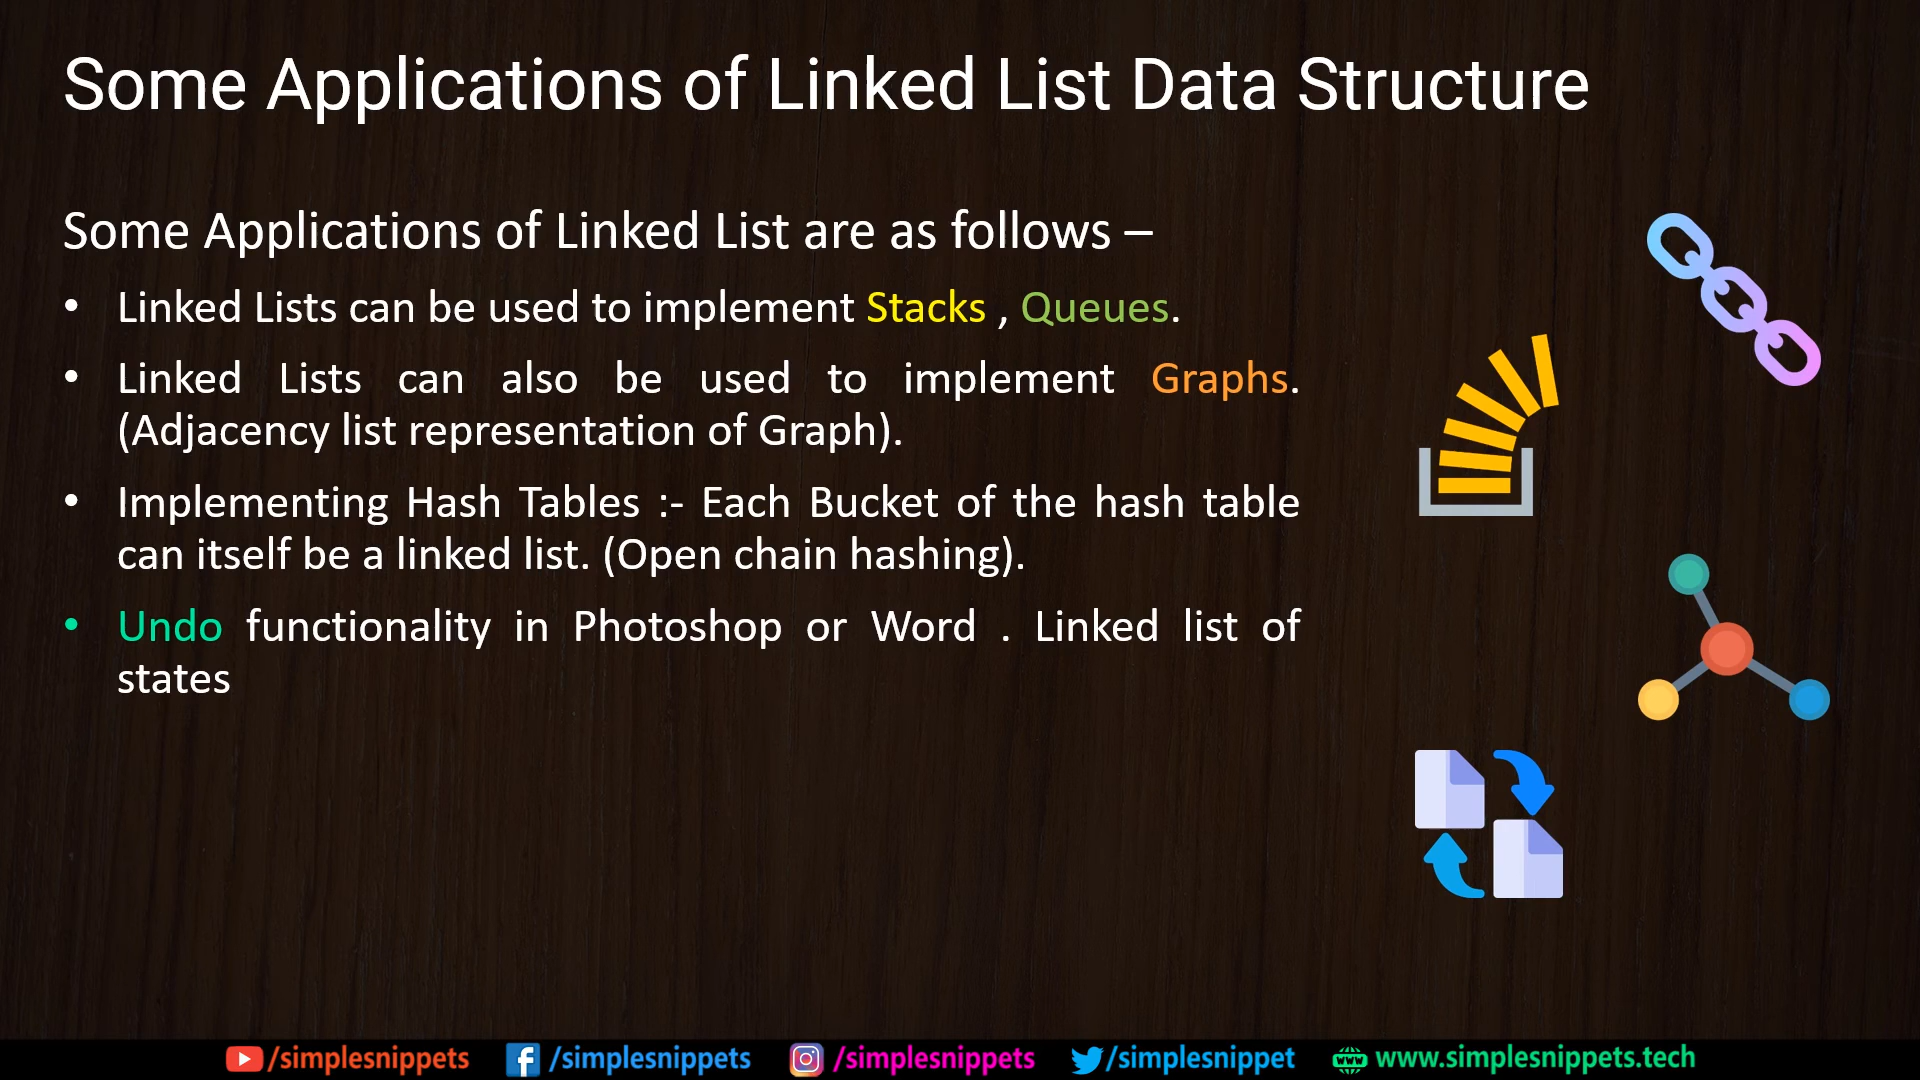 Some Applications of Linked List Data Structure
Some Applications of Linked List are as follows –
• Linked Lists can be used to implement Stacks , Queues.
• Linked Lists can also be used to implement Graphs.
(Adjacency list representation of Graph).
• Implementing Hash Tables :- Each Bucket of the hash table
can itself be a linked list. (Open chain hashing).
• Undo functionality in Photoshop or Word . Linked list of
states
/simplesnippets /simplesnippets /simplesnippets /simplesnippet www.simplesnippets.tech